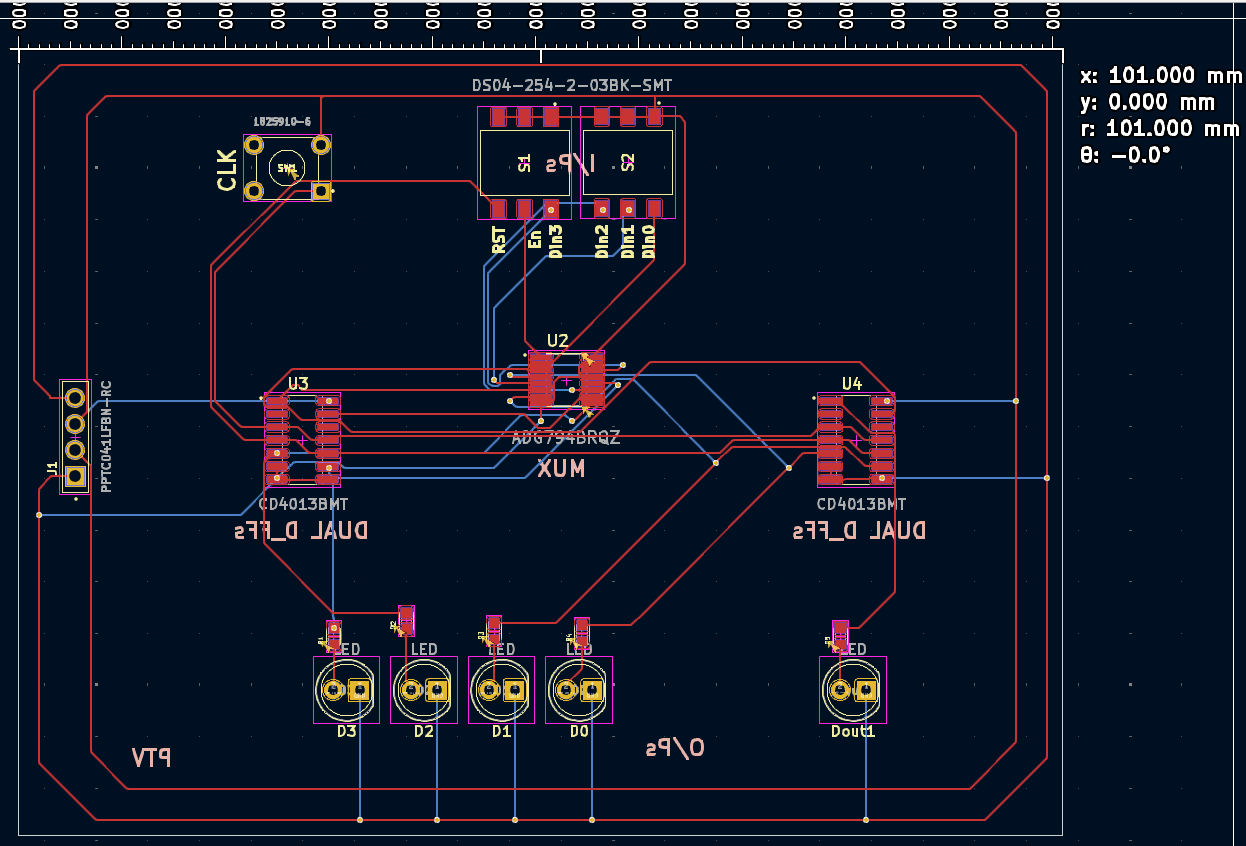 x: 101.000 mm
y: 0.000 mm
r: 101.000 mm
θ: -0.0°
DS04-254-2-03BK-SMT
1825910-6
CLK
SW1
S1
I/Ps
S2
RST
En
Din3
Din2
Din1
Din0
U2
U3
U4
J1
PPTC041LFBN-RC
ADG794BRQZ
MUX
CD4013BMT
CD4013BMT
DUAL D_FFs
DUAL D_FFs
LED
LED
LED
LED
LED
D3
D2
D1
D0
Dout1
PTV
O/Ps